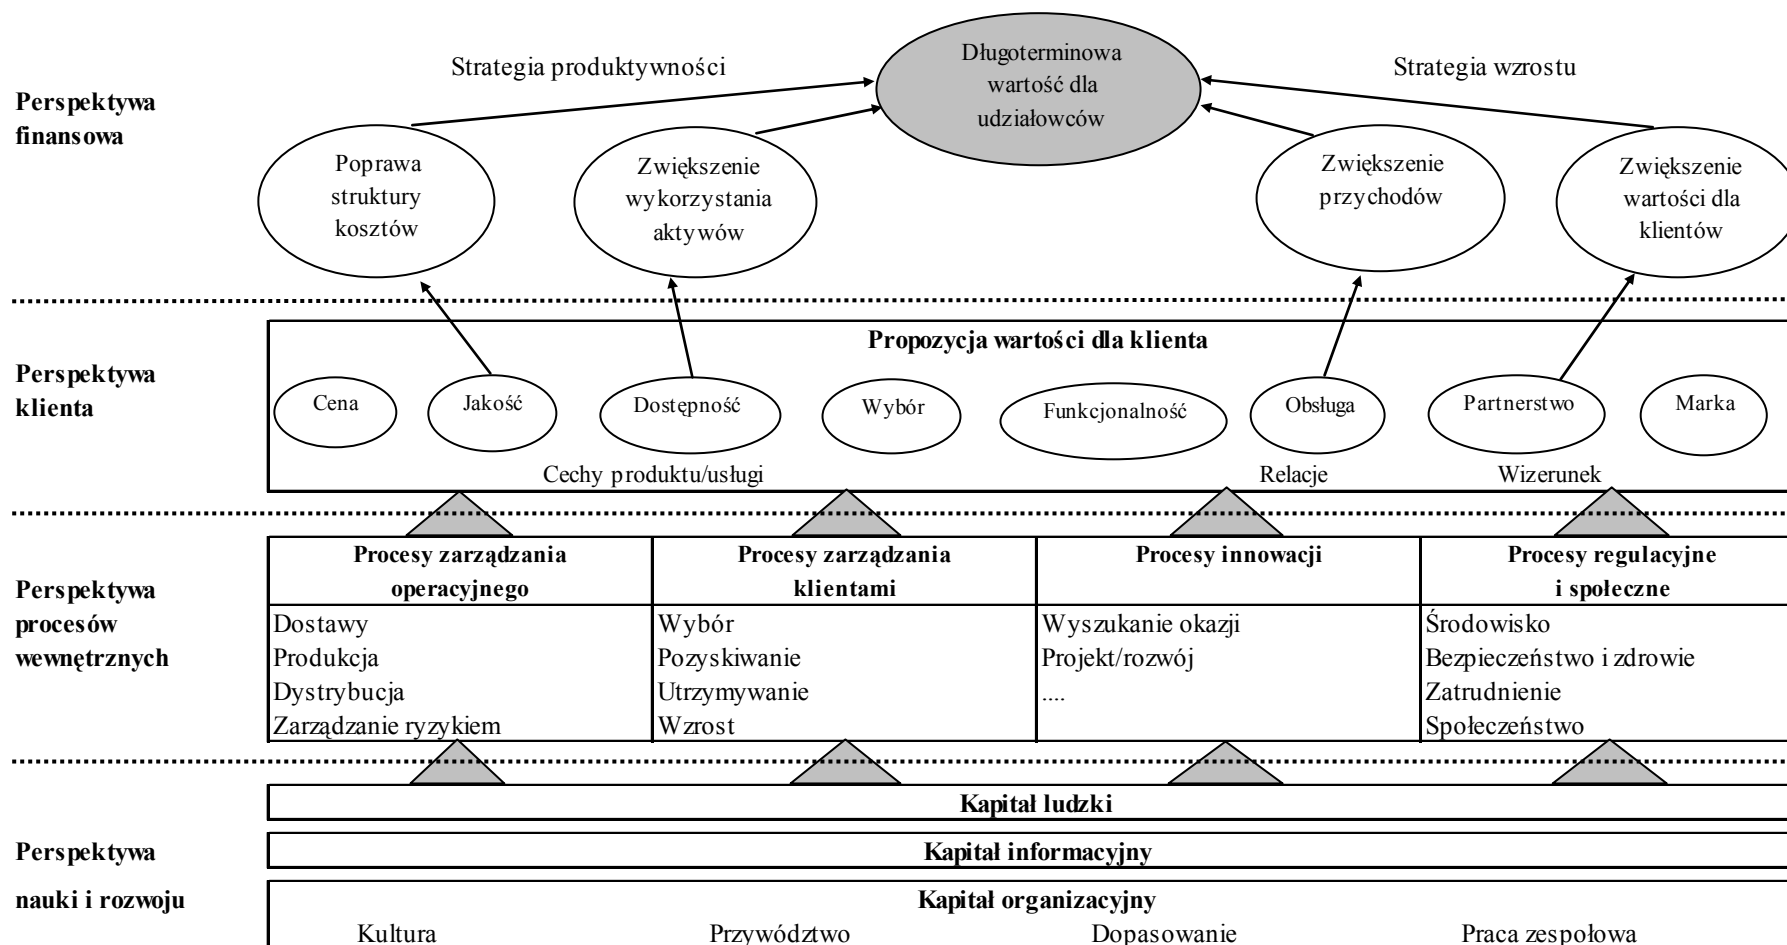 Strategia produktywności
Długoterminowa
wartość dla
udziałowców
Strategia wzrostu
Perspektywa
finansowa
Poprawa
struktury
kosztów
Zwiększenie
wykorzystania
aktywów
Zwiększenie
przychodów
Zwiększenie
wartości dla
klientów
Perspektywa
klienta
Propozycja wartości dla klienta
Cena
Jakość
Dostępność
Wybór
Funkcjonalność
Obsługa
Partnerstwo
Marka
Cechy produktu/usługi
Relacje
Wizerunek
Perspektywa
procesów
wewnętrznych
Procesy zarządzania
operacyjnego
Dostawy
Produkcja
Dystrybucja
Zarządzanie ryzykiem
Procesy zarządzania
klientami
Wybór
Pozyskiwanie
Utrzymywanie
Wzrost
Procesy innowacji
Wyszukanie okazji
Projekt/rozwój
....
Procesy regulacyjne
i społeczne
Środowisko
Bezpieczeństwo i zdrowie
Zatrudnienie
Społeczeństwo
Perspektywa
nauki i rozwoju
Kapitał ludzki
Kapitał informacyjny
Kapitał organizacyjny
Kultura
Przywództwo
Dopasowanie
Praca zespołowa